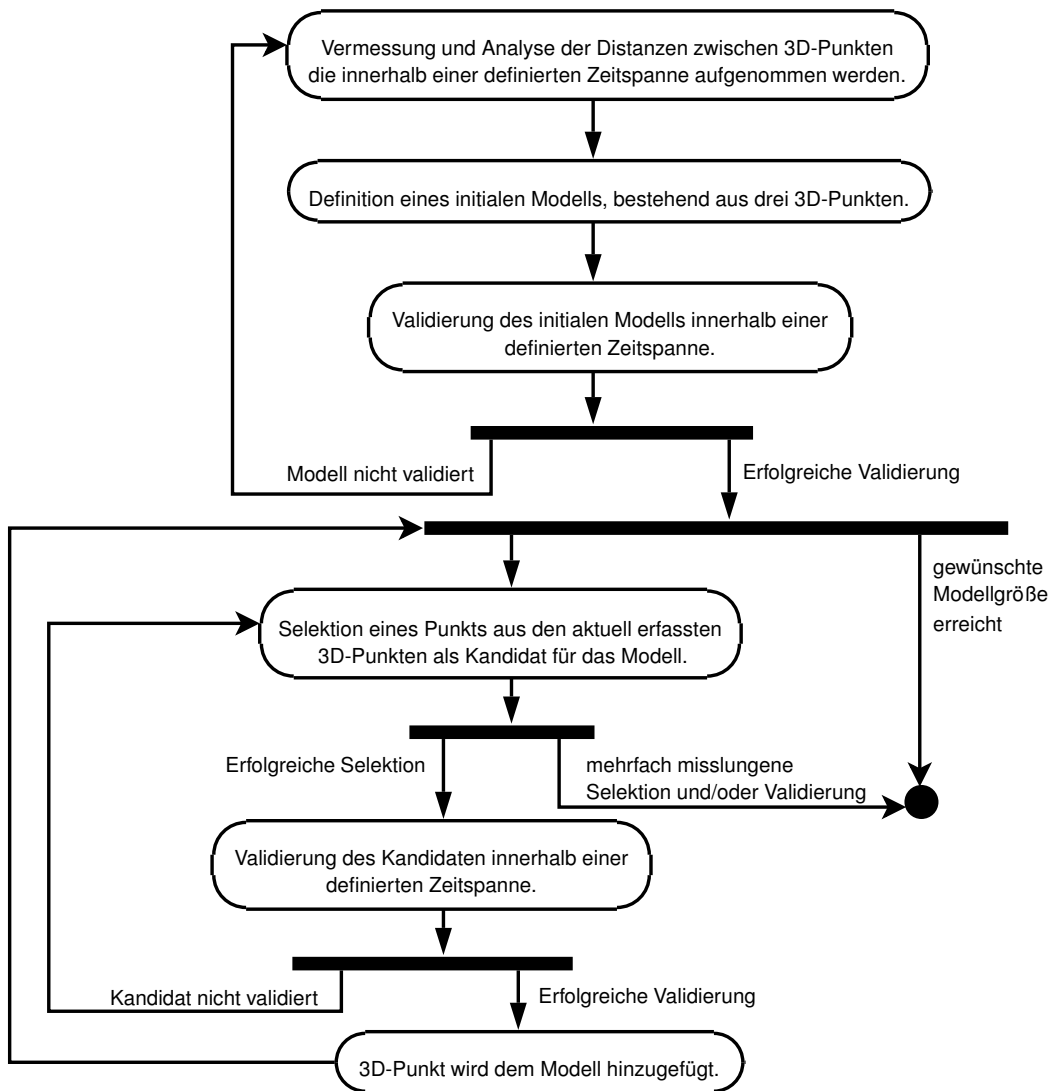 Vermessung und Analyse der Distanzen zwischen 3D-Punkten
die innerhalb einer definierten Zeitspanne aufgenommen werden.
Definition eines initialen Modells, bestehend aus drei 3D-Punkten.
Validierung des initialen Modells innerhalb einer
definierten Zeitspanne.
Modell nicht validiert
Erfolgreiche Validierung
gewünschte
Modellgröße
erreicht
Selektion eines Punkts aus den aktuell erfassten
3D-Punkten als Kandidat für das Modell.
Erfolgreiche Selektion
mehrfach misslungene
Selektion und/oder Validierung
Validierung des Kandidaten innerhalb einer
definierten Zeitspanne.
Kandidat nicht validiert
Erfolgreiche Validierung
3D-Punkt wird dem Modell hinzugefügt.